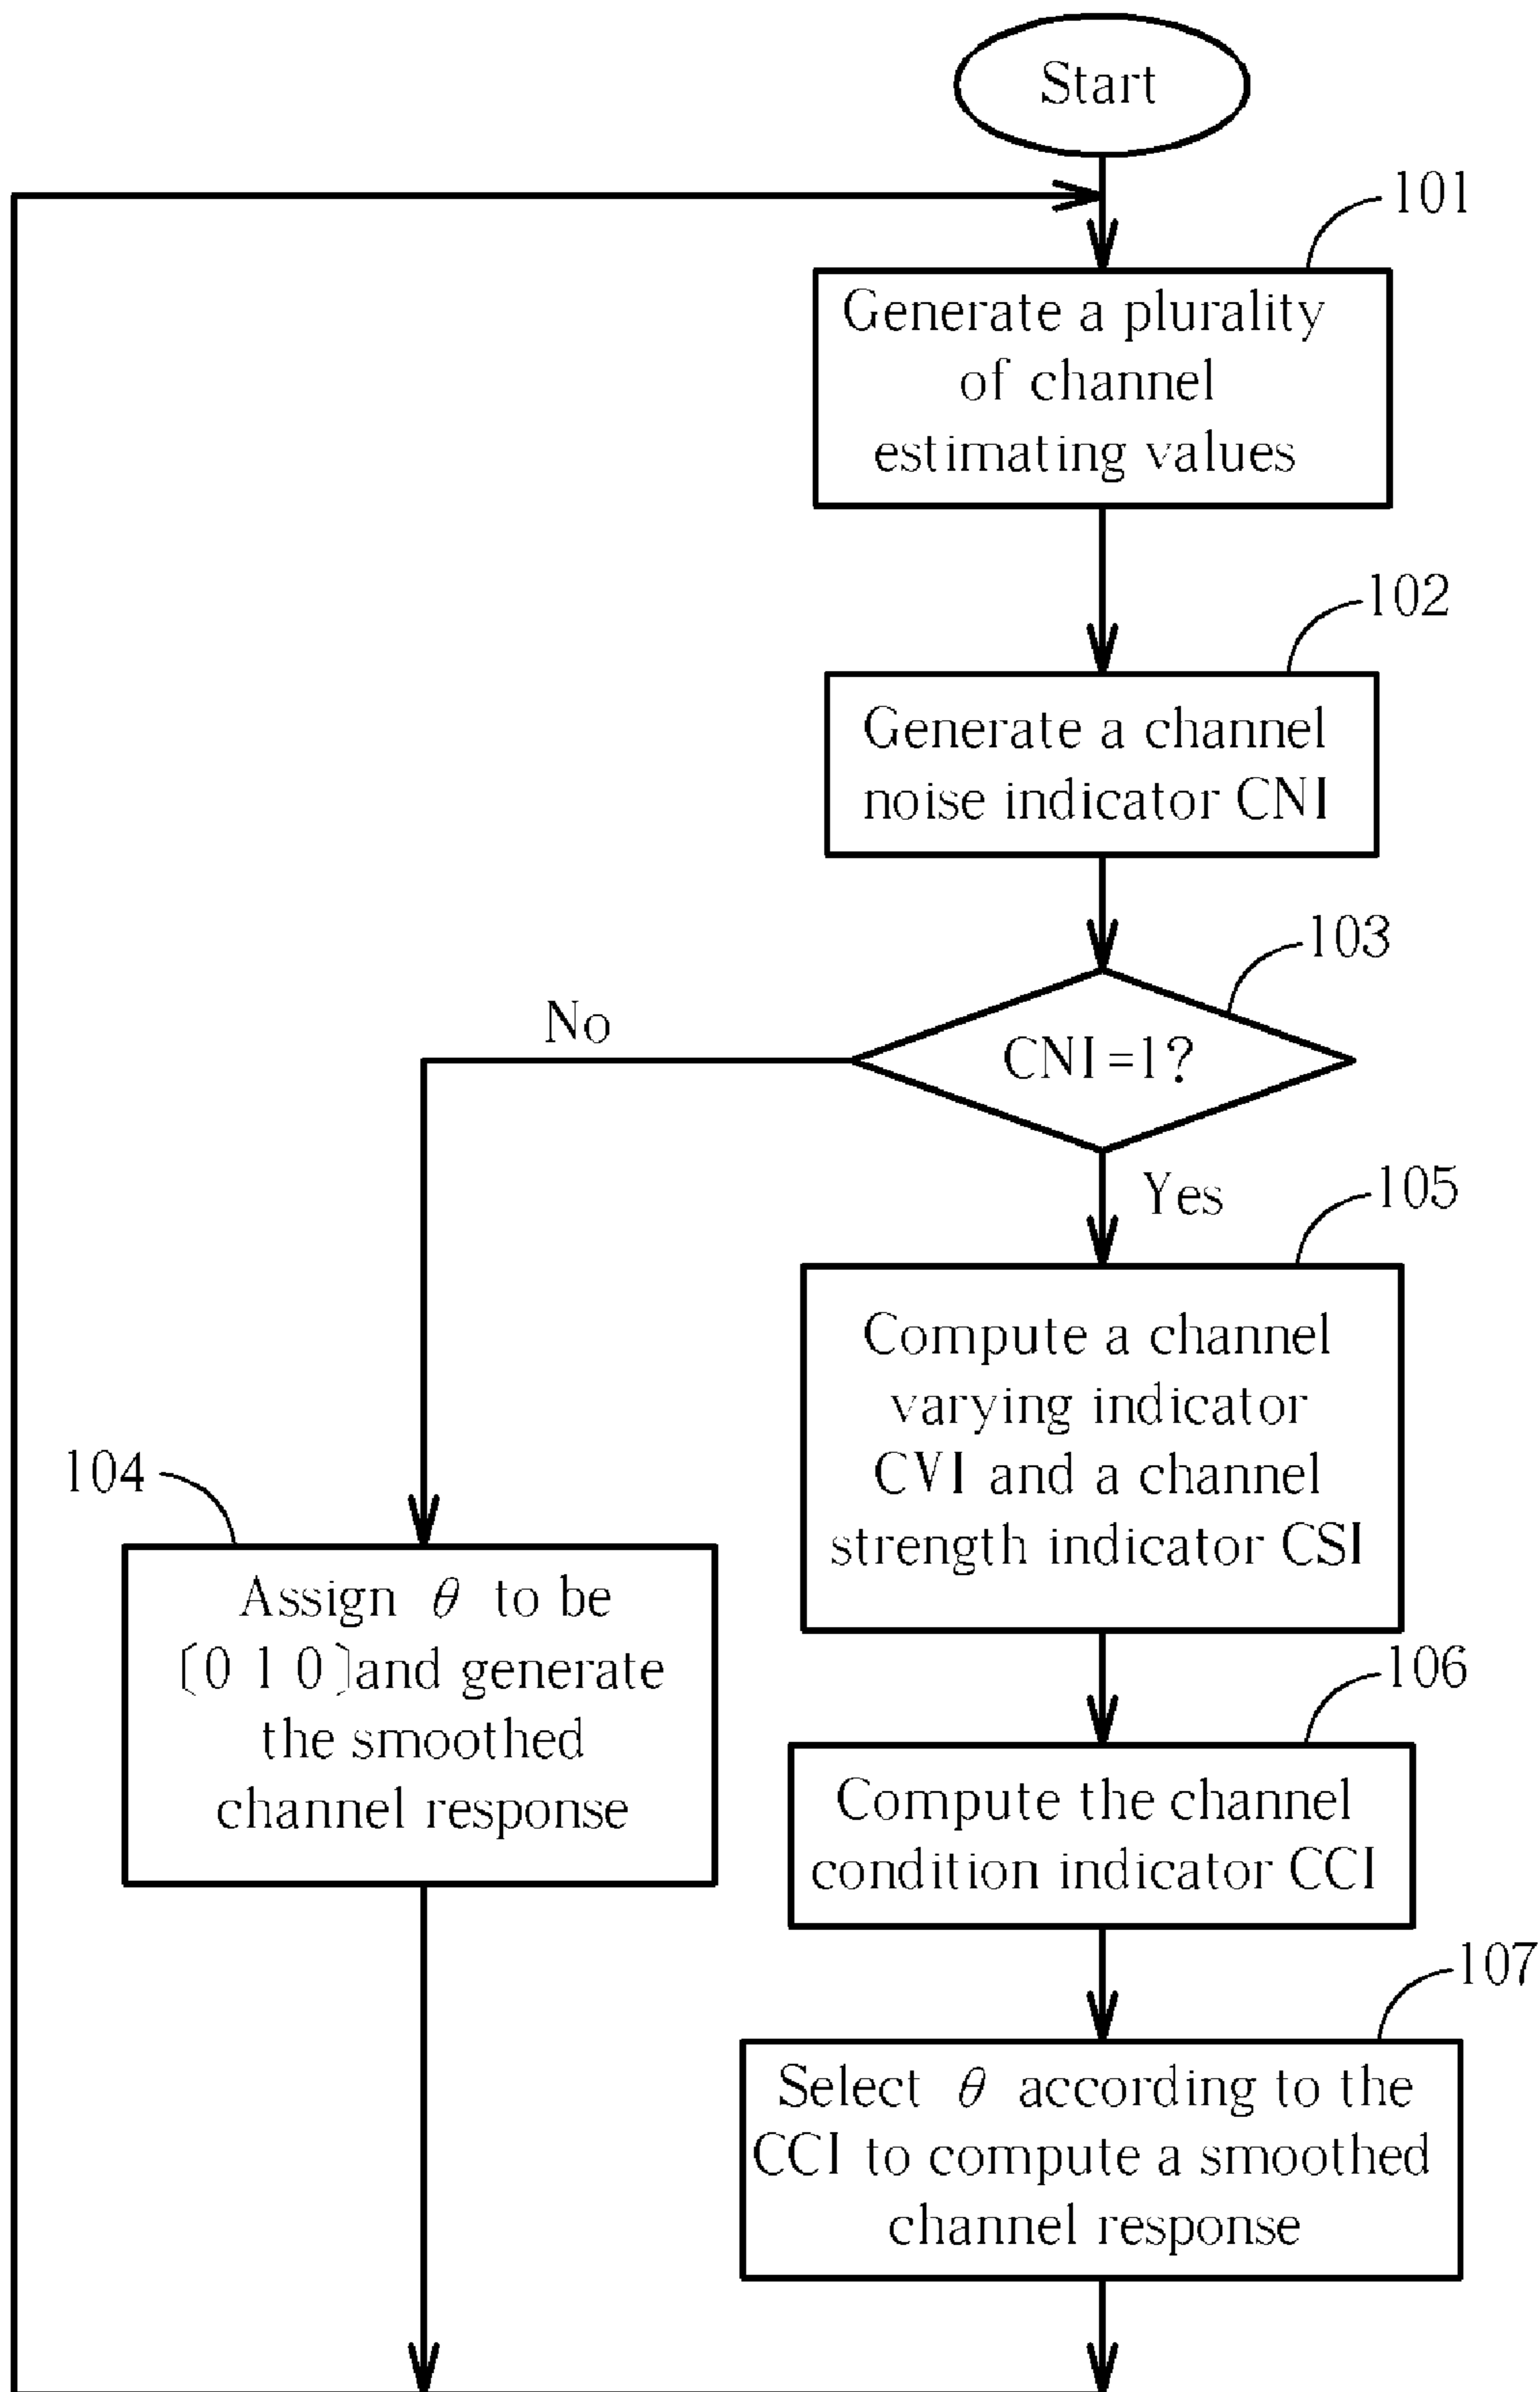 Start
101
Generate a plurality
of channel
estimating values
102
Generate a channel
noise indicator CNI
103
CNI=1?
No
Yes
105
Compute a channel
varying indicator
CVI and a channel
strength indicator CSI
104
Assign θ to be
[0 1 0]and generate
the smoothed
channel response
106
Compute the channel
condition indicator CCI
107
Select θ according to the
CCI to compute a smoothed
channel response